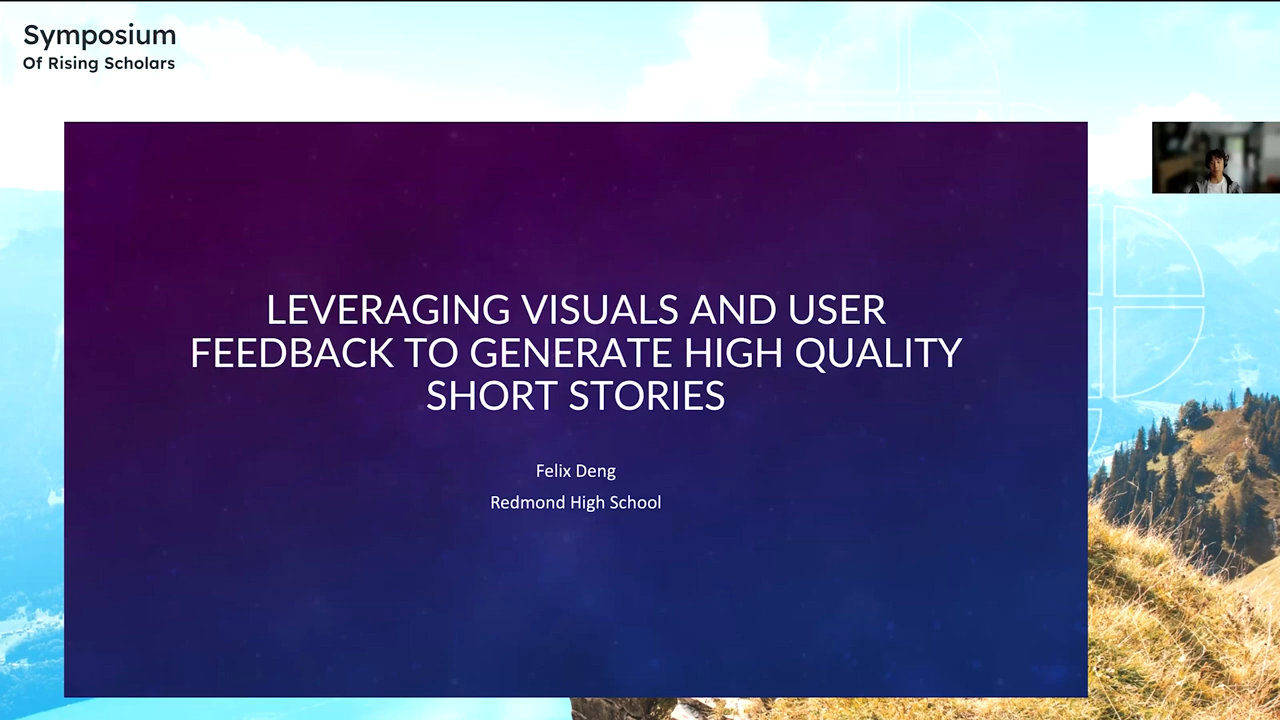 Symposium
Of Rising Scholars
LEVERAGING VISUALS AND USER
FEEDBACK TO GENERATE HIGH QUALITY
SHORT STORIES
Felix Deng
Redmond High School